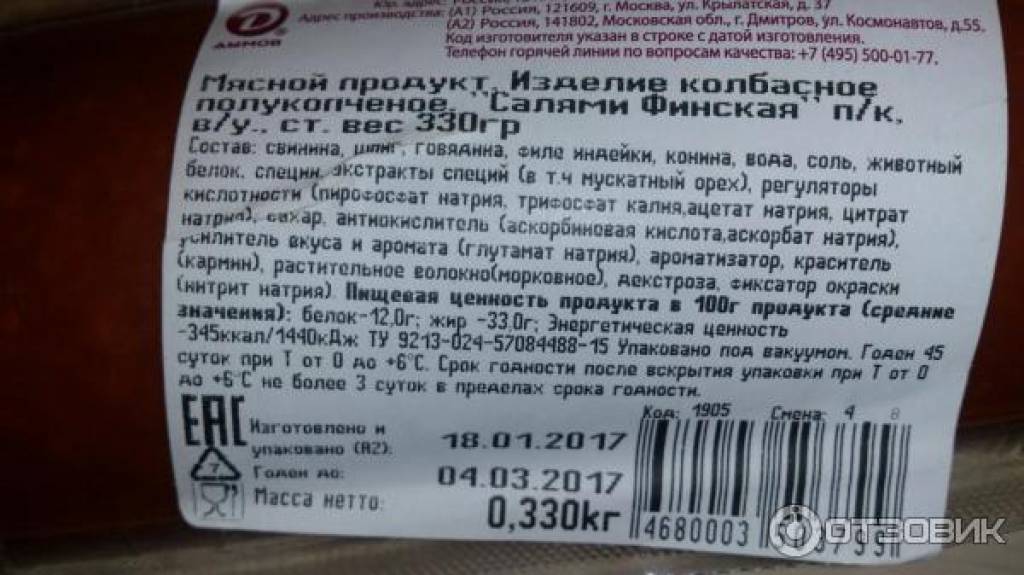 Адрес производства: (А1) Россия, 121609, г. Москва, ул. Крылатская, д. 37
(А2) Россия, 141802, Московская обл., г. Дмитров, ул. Космонавтов, д.55.
Код изготовителя указан в строке с датой изготовления.
Телефон горячей линии по вопросам качества: +7 (495) 500-01-77.
ДЫМОВ
Мясной продукт. Изделие колбасное
полукопченое "Салями Финская" п/к,
в/у., ст. вес 330гр
Состав: свинина, шпиг, говядина, филе индейки, конина, вода, соль, животный
белок, специи, экстракты специй (в т.ч мускатный орех), регуляторы
кислотности (пирофосфат натрия, трифосфат калия,ацетат натрия, цитрат
натрия), сахар, антиокислитель (аскорбиновая кислота,аскорбат натрия),
усилитель вкуса и аромата (глутамат натрия), ароматизатор, краситель
(кармин), растительное волокно(морковное), декстроза, фиксатор окраски
(нитрит натрия). Пищевая ценность продукта в 100г продукта (средние
значения): белок-12,0г; жир -33,0г; Энергетическая ценность
-345ккал/1440кДж ТУ 9213-024-57084488-15 Упаковано под вакуумом. Годен 45
суток при Т от 0 до +6°С. Срок годности после вскрытия упаковки при Т от 0
до +6°С не более 3 суток в пределах срока годности.
Код: 1905 Смена: 4 8
EAC
Изготовлено и
упаковано (А2): 18.01.2017
7
Годен до: 04.03.2017
Масса нетто: 0,330кг
4680003
ОТЗОВИК